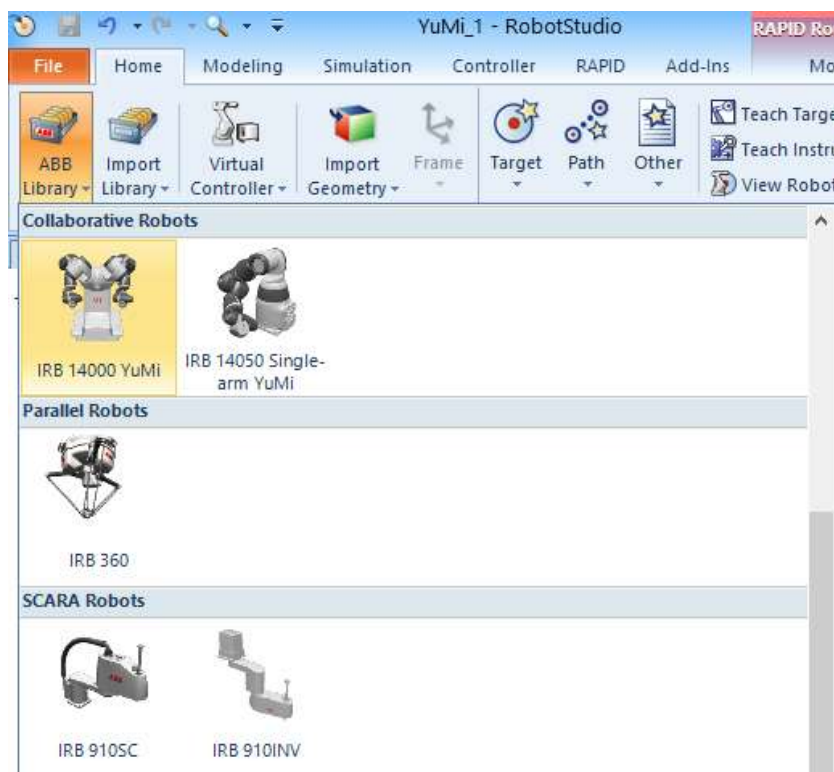 YuMi_1 - RobotStudio
RAPID Ro
File Home Modeling Simulation Controller RAPID Add-Ins Mo
ABB
Library
Import
Library
Virtual
Controller
Import
Geometry
Frame
Target
Path
Other
Teach Targe
Teach Instru
View Robot
Collaborative Robots
IRB 14000 YuMi
IRB 14050 Single-
arm YuMi
Parallel Robots
IRB 360
SCARA Robots
IRB 910SC
IRB 910INV